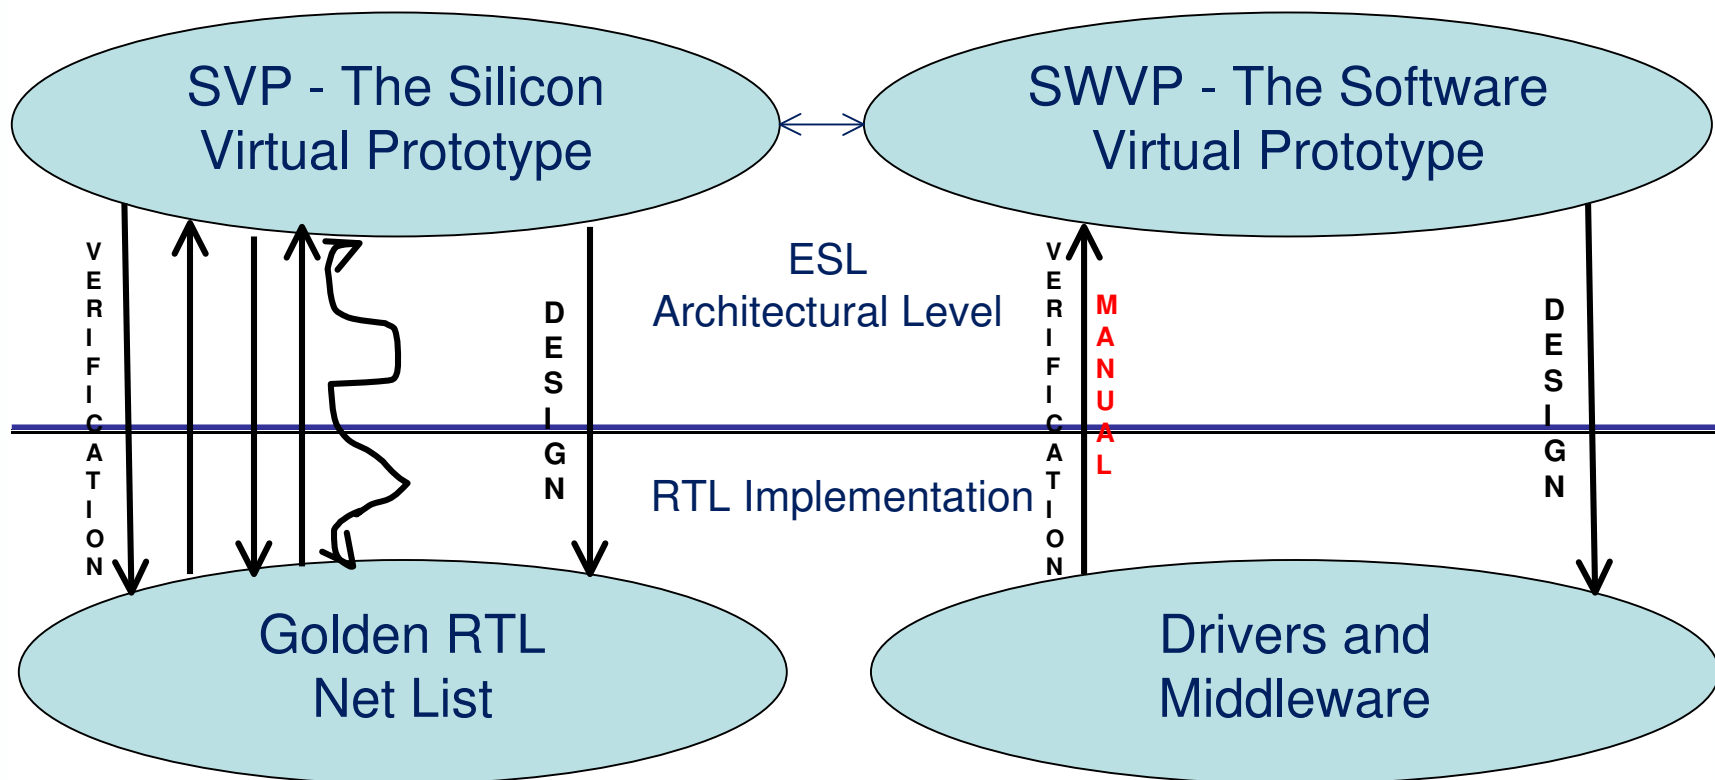 SVP - The Silicon
Virtual Prototype
SWVP - The Software
Virtual Prototype
VERIFICATION
DESIGN
ESL
Architectural Level
RTL Implementation
VERIFICATION
MANUAL
DESIGN
Golden RTL
Net List
Drivers and
Middleware